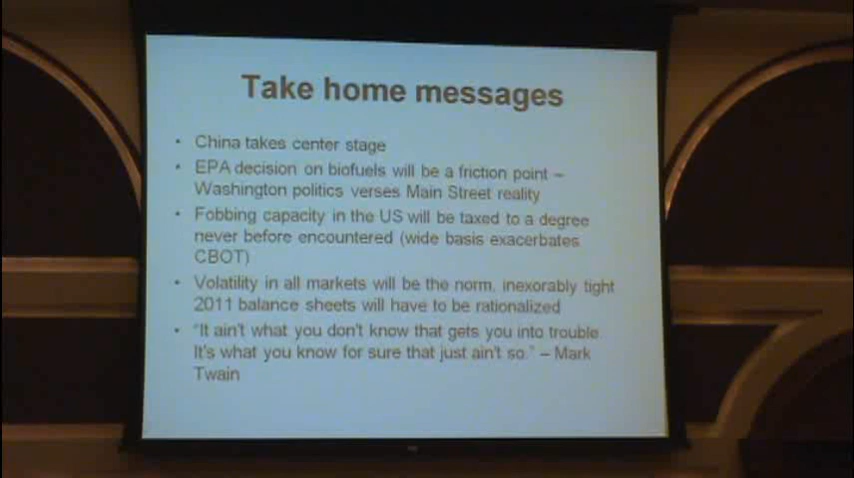 Take home messages
• China takes center stage
• EPA decision on biofuels will be a friction point –
Washington politics verses Main Street reality
• Fobbing capacity in the US will be taxed to a degree
never before encountered (wide basis exacerbates
CBOT)
• Volatility in all markets will be the norm, inexorably tight
2011 balance sheets will have to be rationalized
• “It ain't what you don't know that gets you into trouble.
It's what you know for sure that just ain't so.” – Mark
Twain